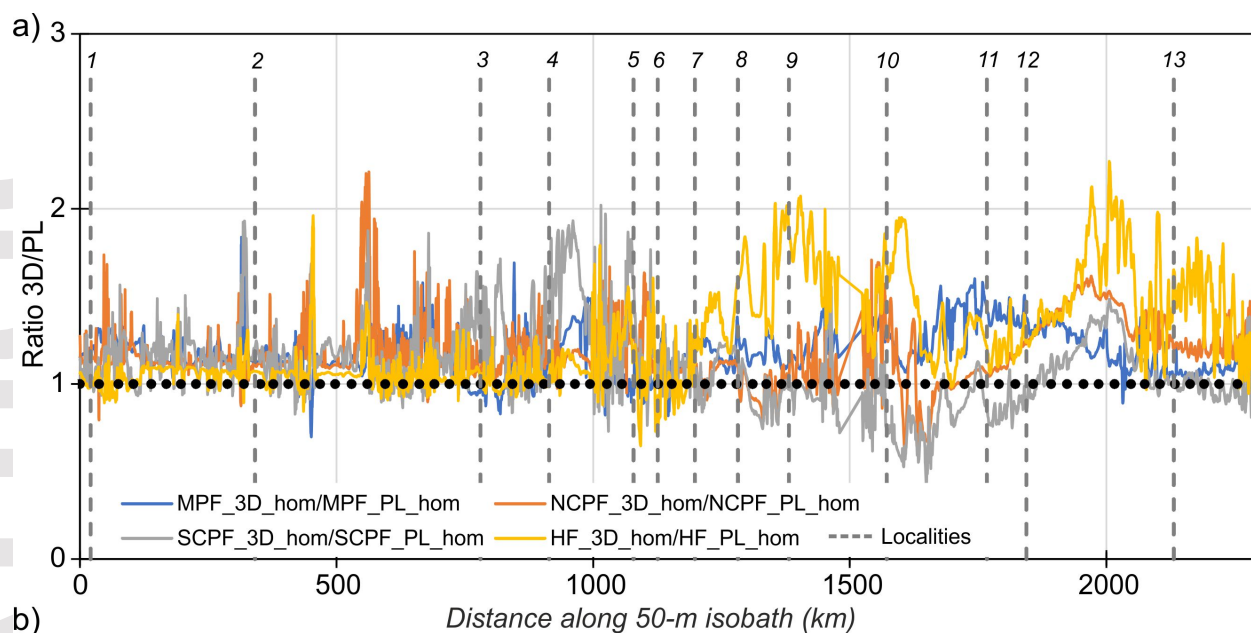 a)
3
1 2 3 4 5 6 7 8 9 10 11 12 13
2
Ratio 3D/PL
1
MPF_3D_hom/MPF_PL_hom NCPF_3D_hom/NCPF_PL_hom
SCPF_3D_hom/SCPF_PL_hom HF_3D_hom/HF_PL_hom Localities
0
0 500 1000 1500 2000
Distance along 50-m isobath (km)
b)